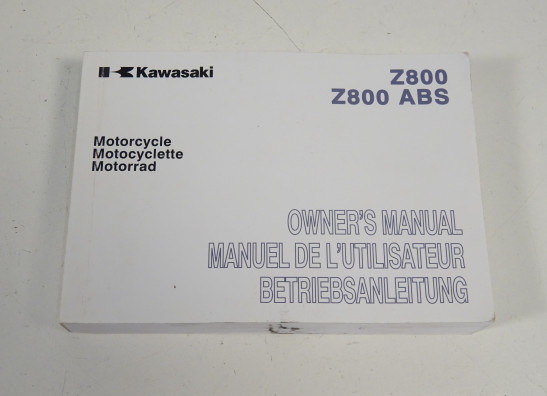 Kawasaki
Z800
Z800 ABS
Motorcycle
Motocyclette
Motorrad
OWNER'S MANUAL
MANUEL DE L'UTILISATEUR
BETRIEBSANLEITUNG